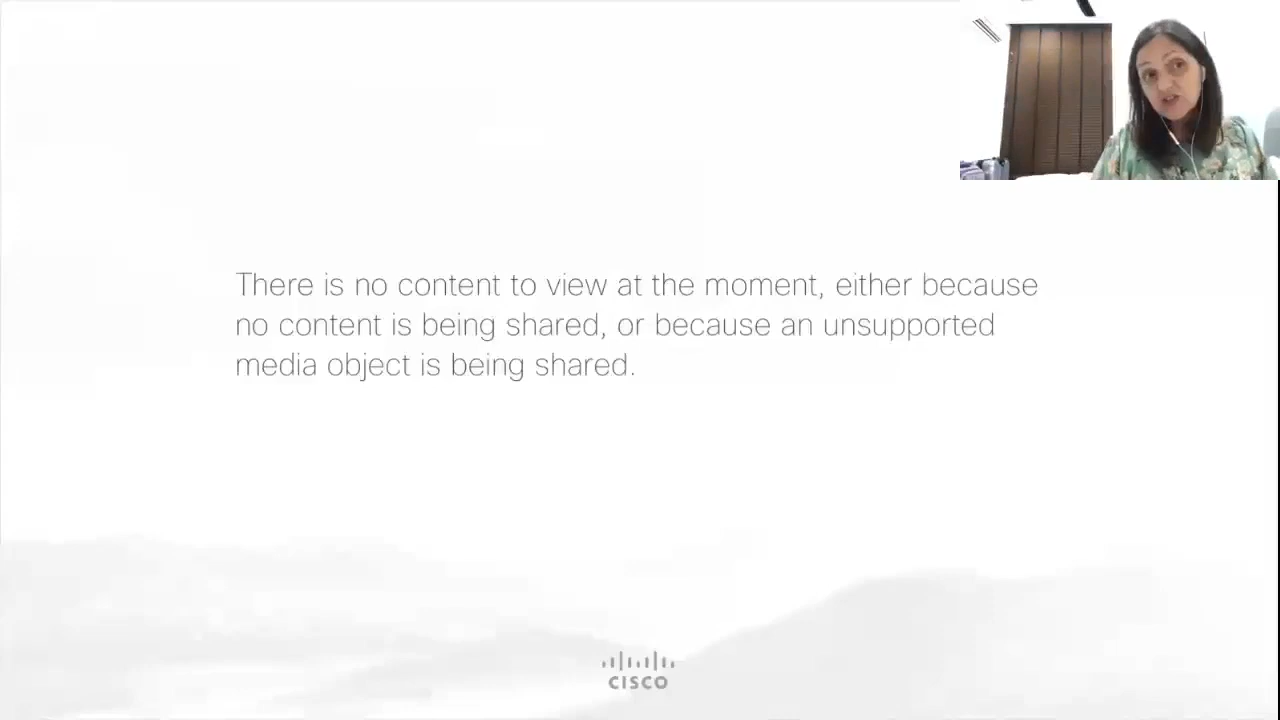 There is no content to view at the moment, either because
no content is being shared, or because an unsupported
media object is being shared.
CISCO